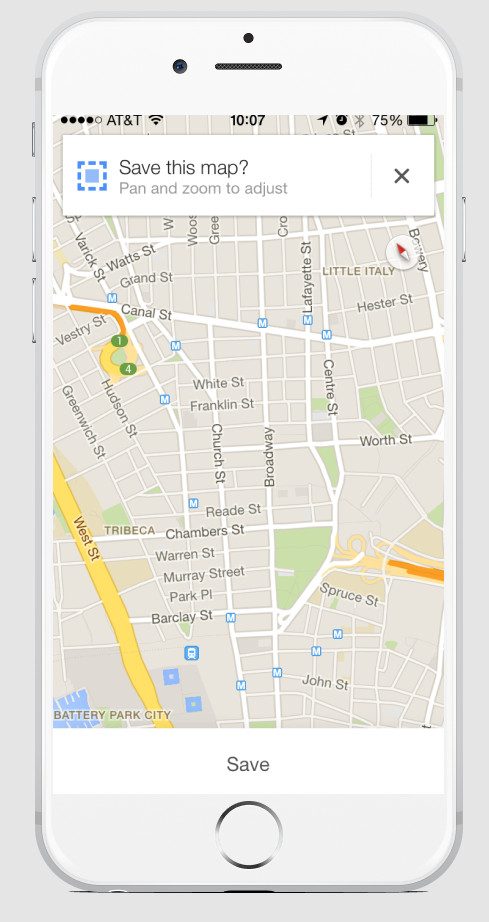 AT&T 10:07 75%
Save this map?
Pan and zoom to adjust
Varick St
Watts St
Grand St
Lafayette St
LITTLE ITALY
Bowery
Hester St
Canal St
Vestry St
1
4
M
M
M
M
M
M
White St
Franklin St
Centre St
Hudson St
Greenwich St
Church St
Broadway
Worth St
M
Reade St
West St
TRIBECA
Chambers St
Warren St
Murray Street
Park Pl
Spruce St
Barclay St
M
M
M
M
M
John St
BATTERY PARK CITY
Save